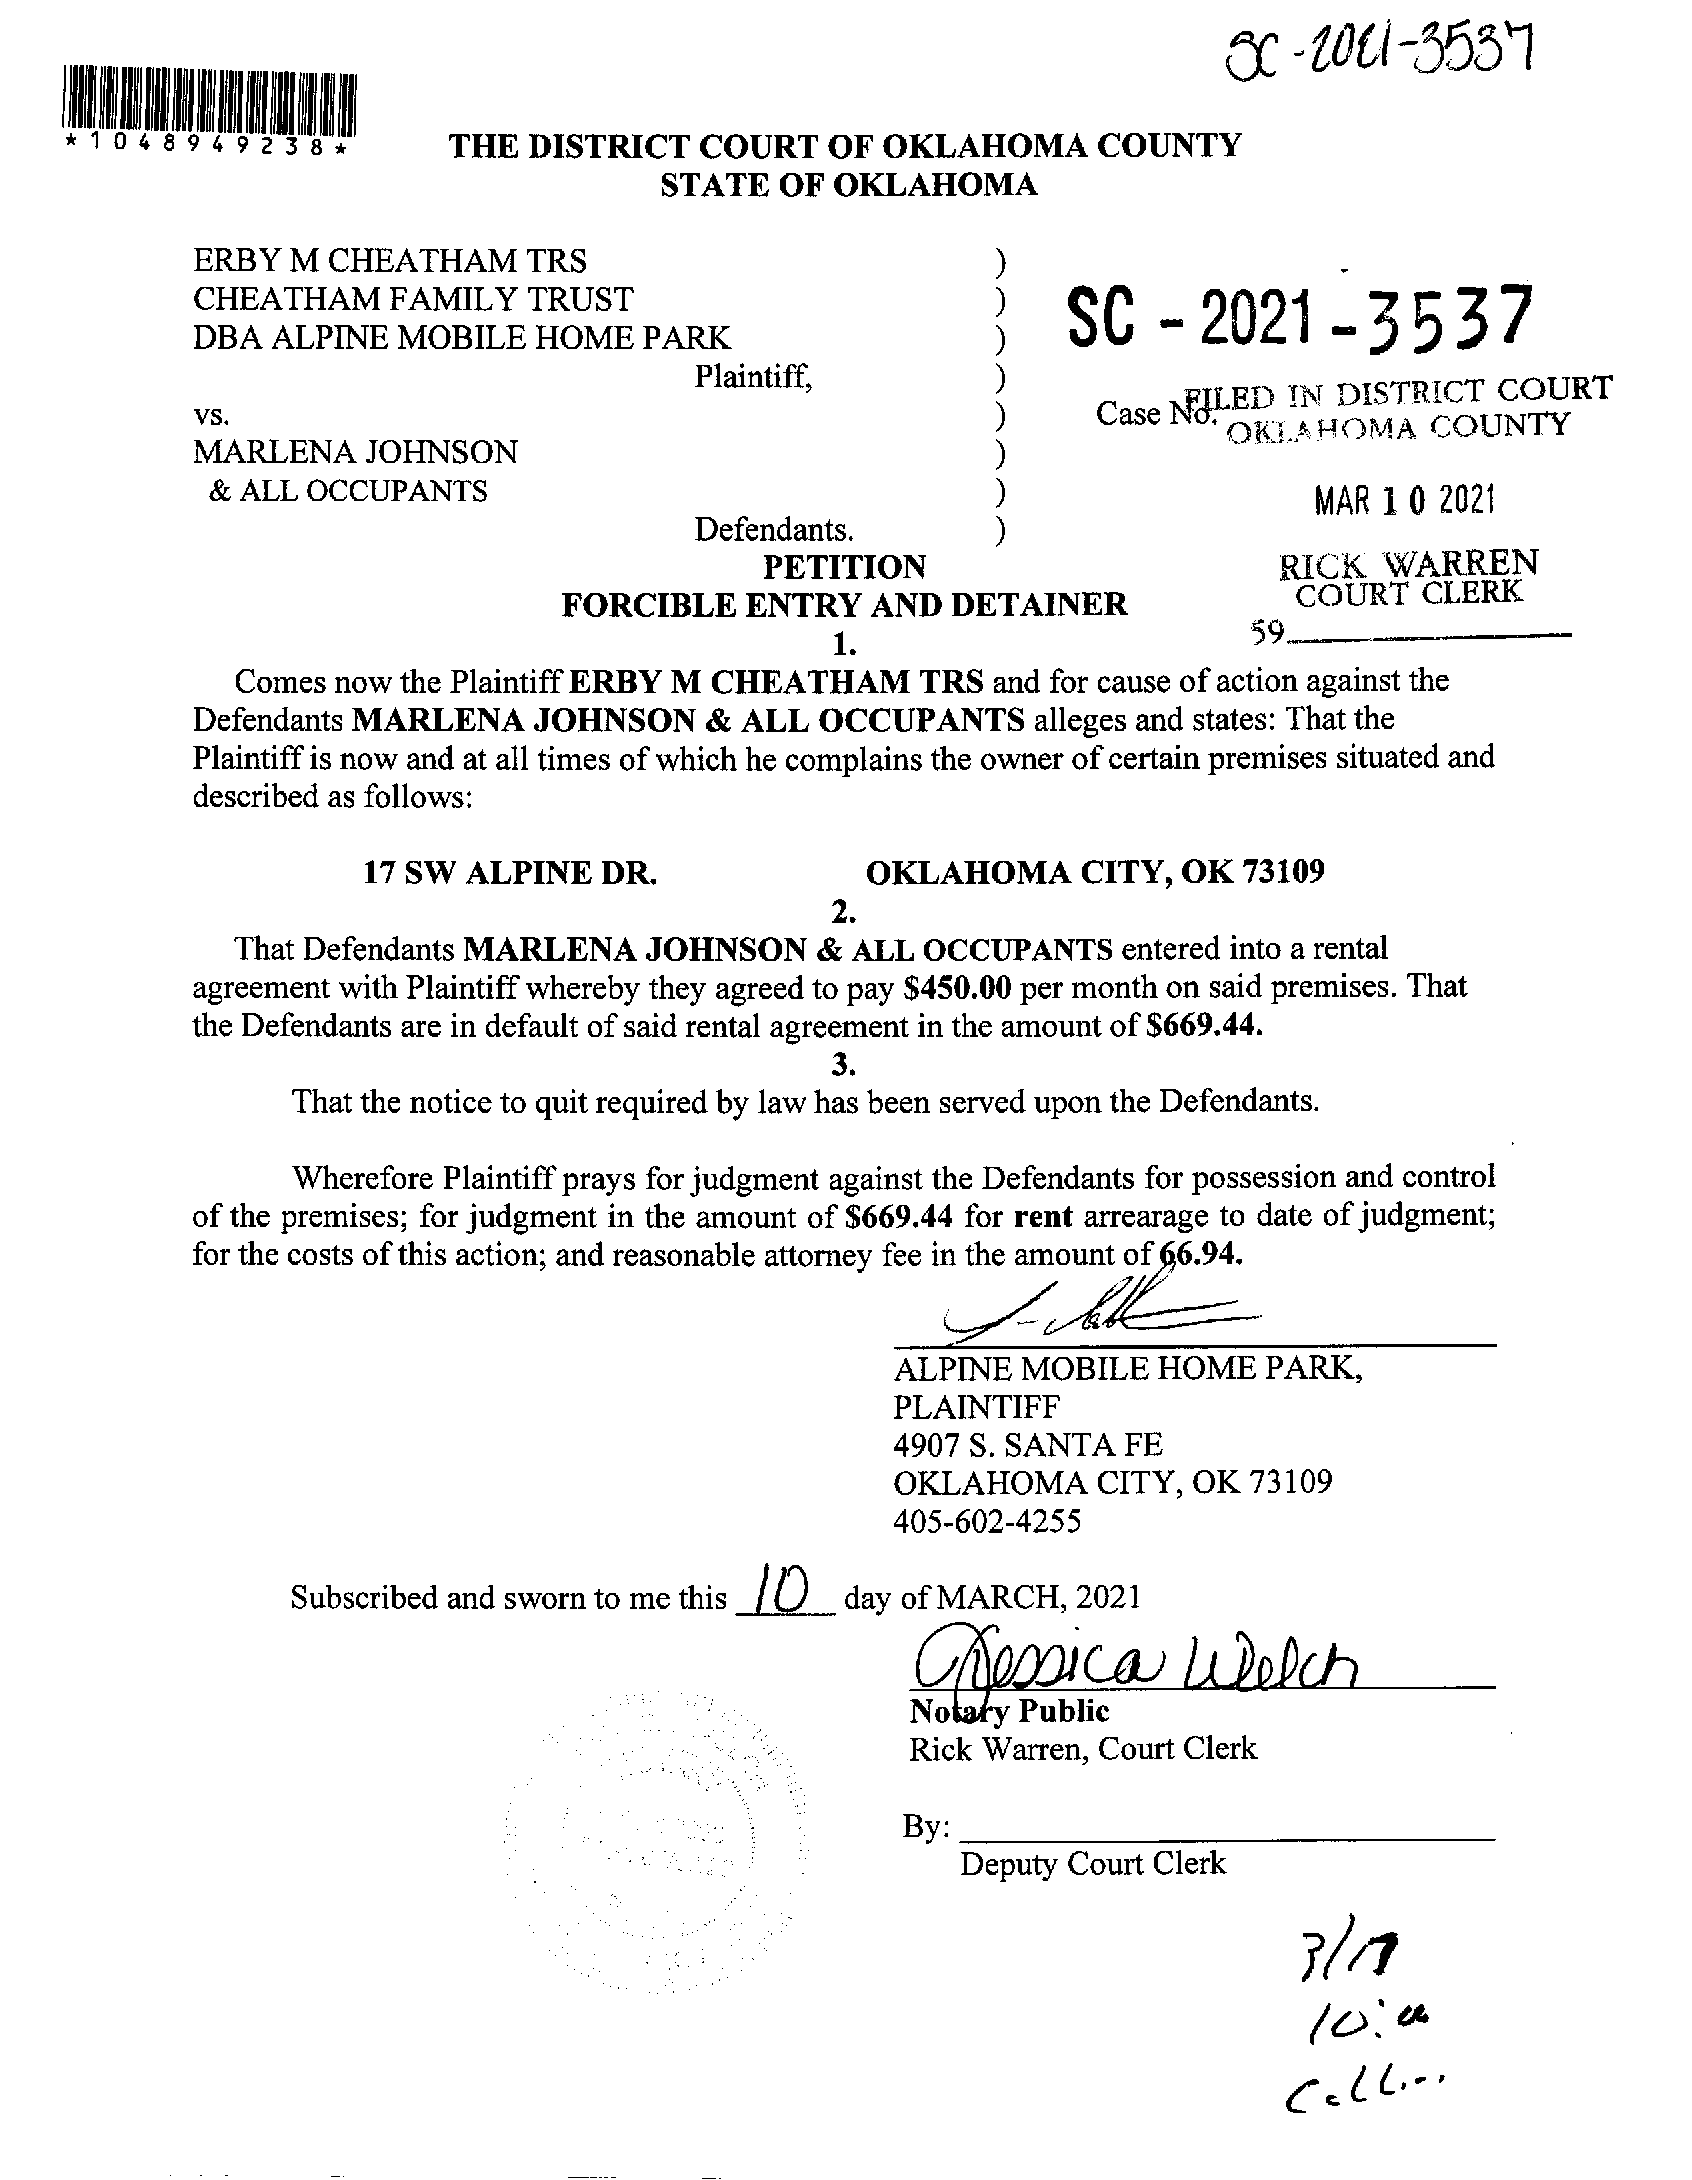 SC-2021-3537
*1048949238*
THE DISTRICT COURT OF OKLAHOMA COUNTY
STATE OF OKLAHOMA
ERBY M CHEATHAM TRS )
CHEATHAM FAMILY TRUST )
DBA ALPINE MOBILE HOME PARK )
SC - 2021 - 3537
Plaintiff, )
vs. )
Case No.
FILED IN DISTRICT COURT
OKLAHOMA COUNTY
MARLENA JOHNSON )
& ALL OCCUPANTS )
MAR 10 2021
Defendants. )
PETITION
RICK WARREN
COURT CLERK
FORCIBLE ENTRY AND DETAINER
59
1.
Comes now the Plaintiff ERBY M CHEATHAM TRS and for cause of action against the
Defendants MARLENA JOHNSON & ALL OCCUPANTS alleges and states: That the
Plaintiff is now and at all times of which he complains the owner of certain premises situated and
described as follows:
17 SW ALPINE DR. OKLAHOMA CITY, OK 73109
2.
That Defendants MARLENA JOHNSON & ALL OCCUPANTS entered into a rental
agreement with Plaintiff whereby they agreed to pay $450.00 per month on said premises. That
the Defendants are in default of said rental agreement in the amount of $669.44.
3.
That the notice to quit required by law has been served upon the Defendants.
Wherefore Plaintiff prays for judgment against the Defendants for possession and control
of the premises; for judgment in the amount of $669.44 for rent arrearage to date of judgment;
for the costs of this action; and reasonable attorney fee in the amount of 66.94.
ALPINE MOBILE HOME PARK,
PLAINTIFF
4907 S. SANTA FE
OKLAHOMA CITY, OK 73109
405-602-4255
Subscribed and sworn to me this 10 day of MARCH, 2021
Jessica Welch
Notary Public
Rick Warren, Court Clerk
By:
Deputy Court Clerk
3/17